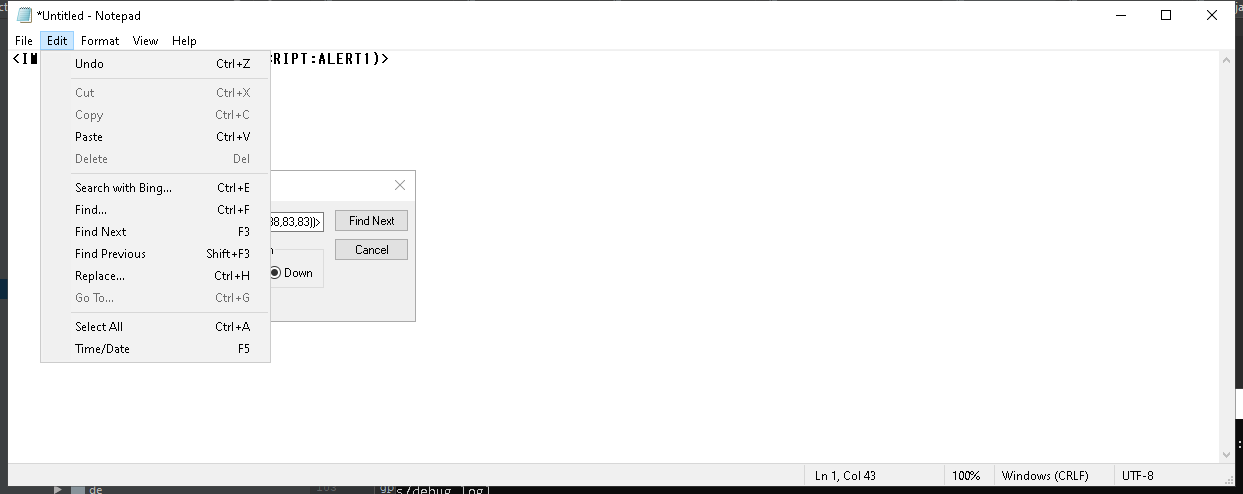 *Untitled - Notepad
File Edit Format View Help
<IM RIPT:ALERT1)>
Undo Ctrl+Z
Cut Ctrl+X
Copy Ctrl+C
Paste Ctrl+V
Delete Del
Search with Bing... Ctrl+E
Find... Ctrl+F
Find Next F3
Find Previous Shift+F3
Replace... Ctrl+H
Go To... Ctrl+G
Select All Ctrl+A
Time/Date F5
88,83,83))> Find Next
Cancel
Down
Ln 1, Col 43 100% Windows (CRLF) UTF-8
de s/debug.log